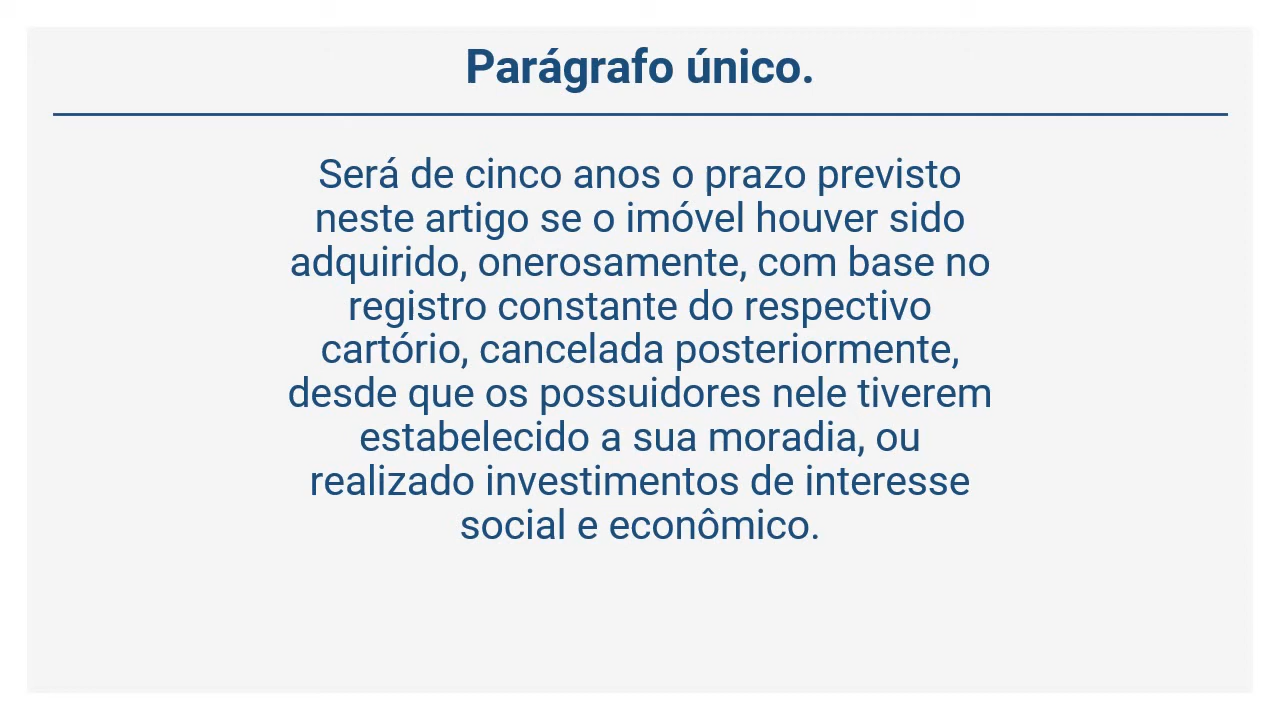 Parágrafo único.
Será de cinco anos o prazo previsto
neste artigo se o imóvel houver sido
adquirido, onerosamente, com base no
registro constante do respectivo
cartório, cancelada posteriormente,
desde que os possuidores nele tiverem
estabelecido a sua moradia, ou
realizado investimentos de interesse
social e econômico.